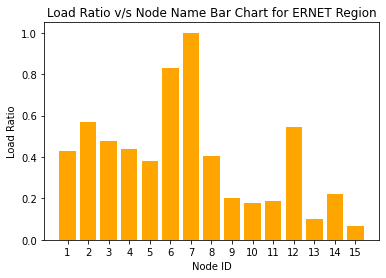 Load Ratio v/s Node Name Bar Chart for ERNET Region
1.0
0.8
0.6
0.4
0.2
0.0
Load Ratio
1 2 3 4 5 6 7 8 9 10 11 12 13 14 15
Node ID